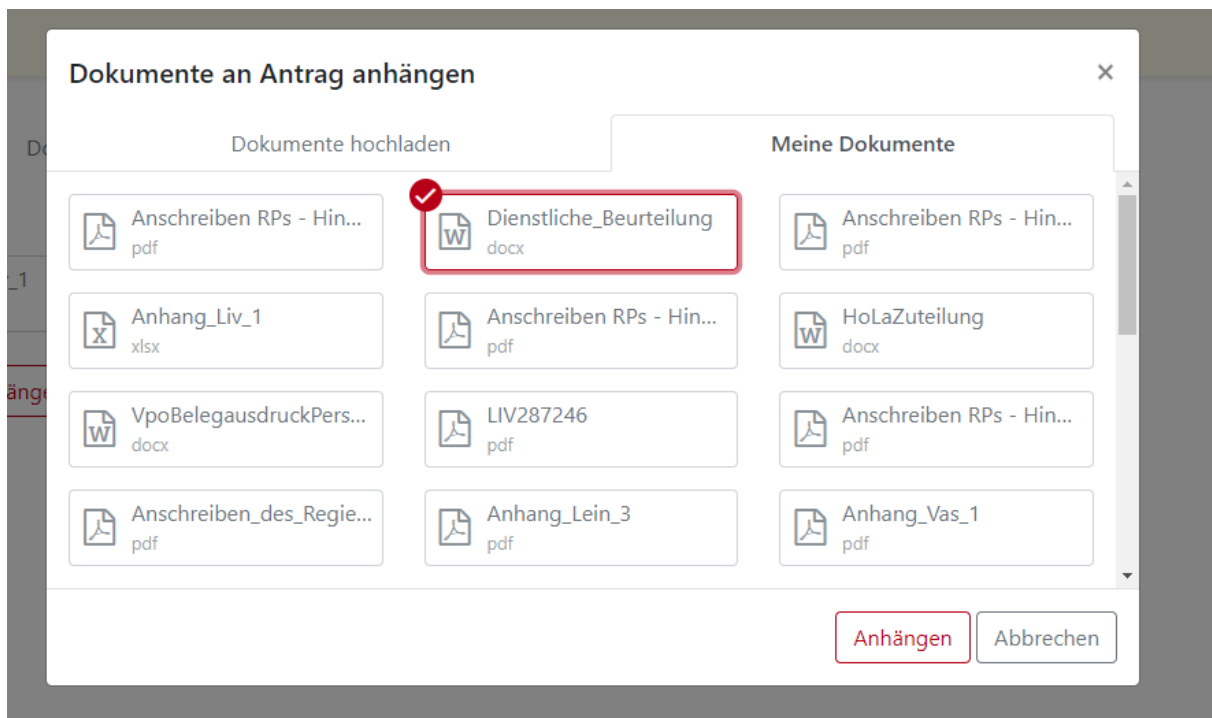 Dokumente an Antrag anhängen
×
Dokumente hochladen
Meine Dokumente
Anschreiben RPs - Hin...
pdf
Dienstliche_Beurteilung
docx
Anschreiben RPs - Hin...
pdf
Anhang_Liv_1
xlsx
Anschreiben RPs - Hin...
pdf
HoLaZuteilung
docx
VpoBelegausdruckPers...
docx
LIV287246
pdf
Anschreiben RPs - Hin...
pdf
Anschreiben_des_Regie...
pdf
Anhang_Lein_3
pdf
Anhang_Vas_1
pdf
Anhängen
Abbrechen